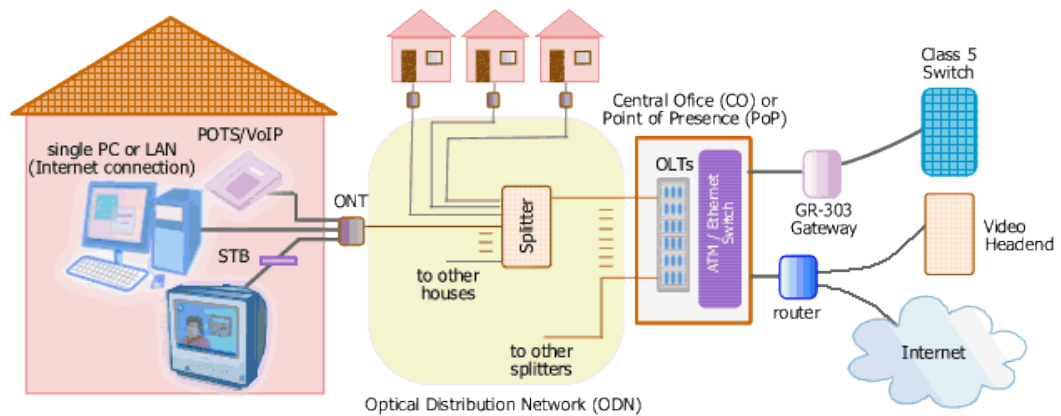 POTS/VoIP
single PC or LAN
(Internet connection)
ONT
STB
Splitter
to other
houses
to other
splitters
Optical Distribution Network (ODN)
Central Ofice (CO) or
Point of Presence (PoP)
OLTs
ATM / Ethernet
Switch
Class 5
Switch
GR-303
Gateway
Video
Headend
router
Internet